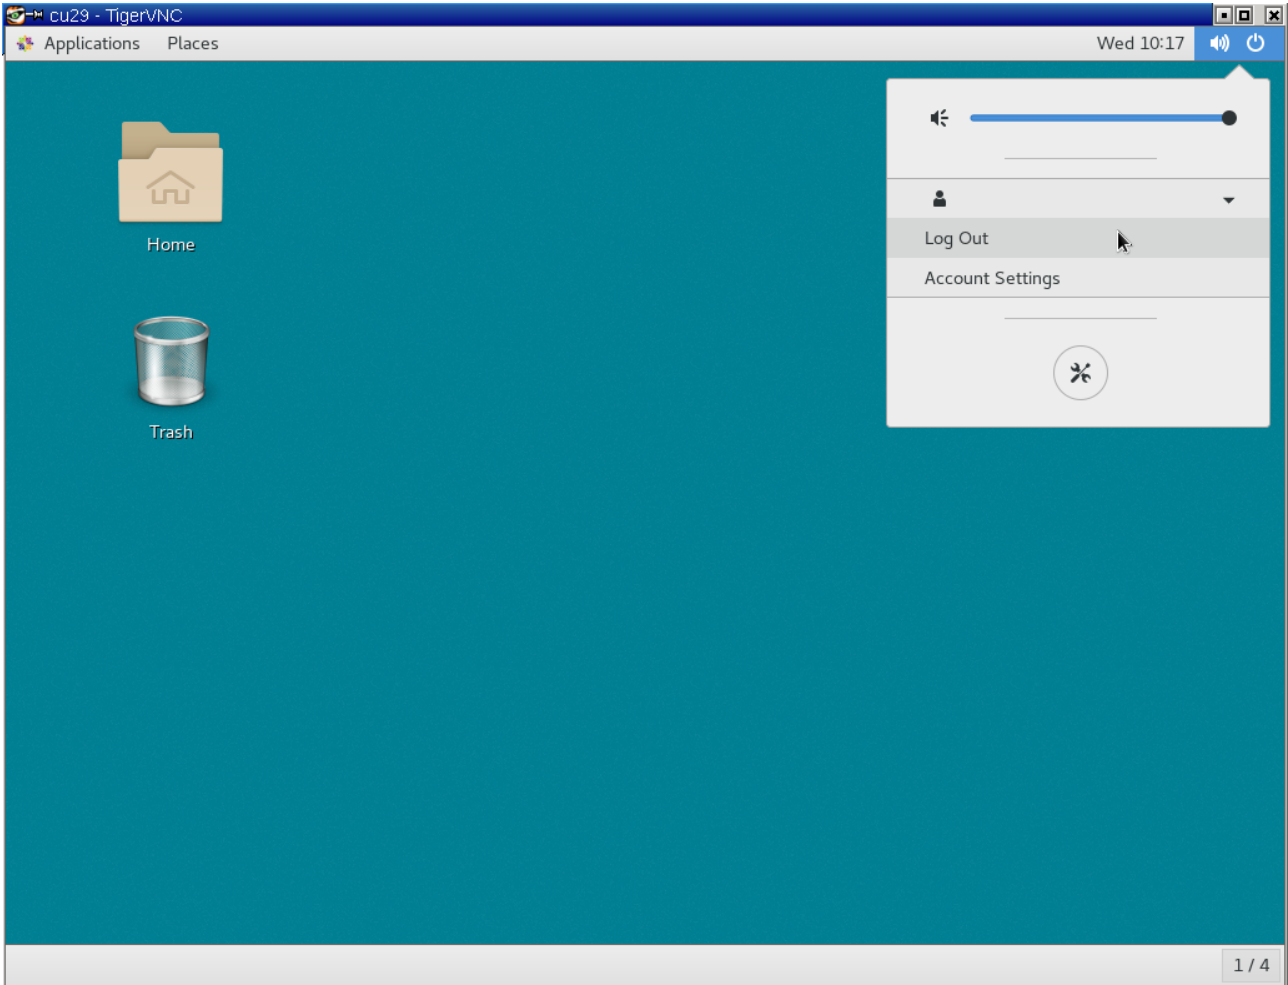 cu29 - TigerVNC
Applications Places Wed 10:17
Home
Log Out
Account Settings
Trash
1 / 4